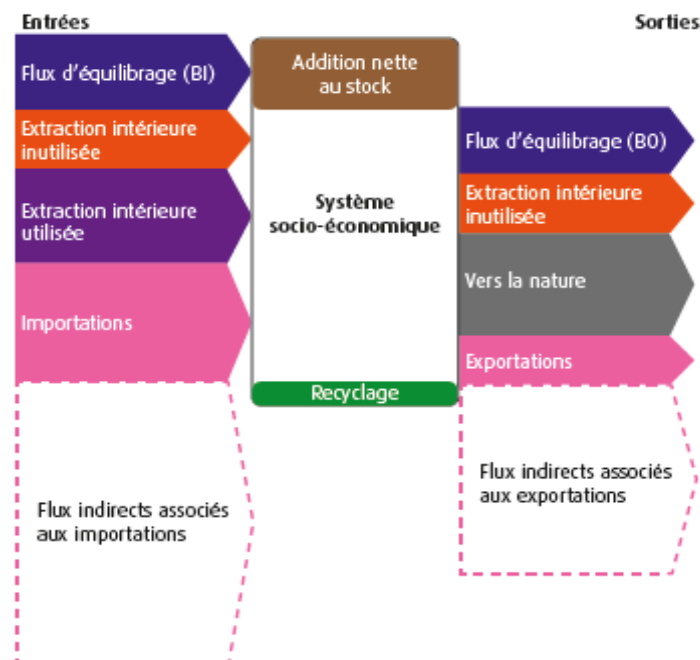 Entrées
Sorties
Flux d'équilibrage (BI)
Extraction intérieure
inutilisée
Extraction intérieure
utilisée
Importations
Flux indirects associés
aux importations
Addition nette
au stock
Système
socio-économique
Recyclage
Flux d'équilibrage (BO)
Extraction intérieure
inutilisée
Vers la nature
Exportations
Flux indirects associés
aux exportations